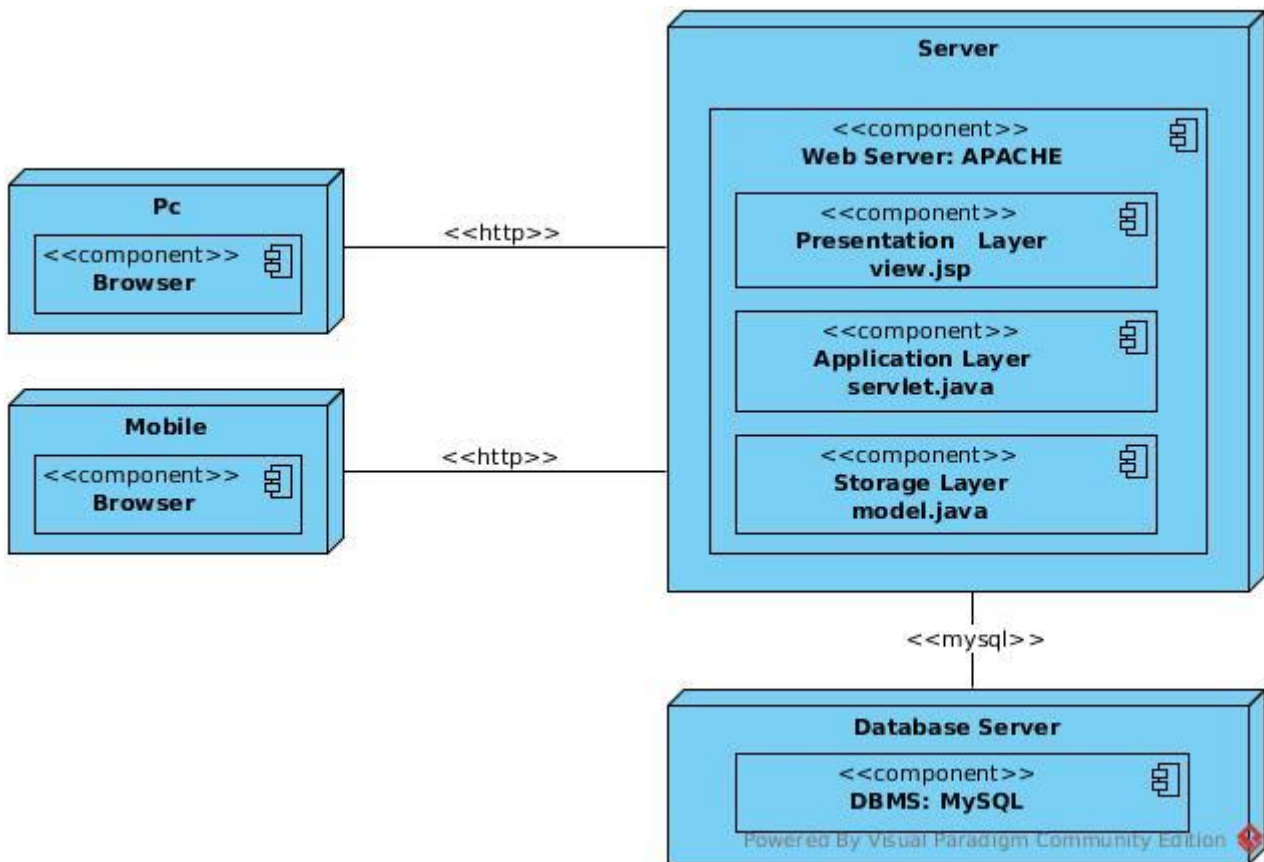 Server
<<component>>
Web Server: APACHE
<<component>>
Presentation Layer
view.jsp
<<component>>
Application Layer
servlet.java
<<component>>
Storage Layer
model.java
Pc
<<component>>
Browser
<<http>>
Mobile
<<component>>
Browser
<<http>>
<<mysql>>
Database Server
<<component>>
DBMS: MySQL
Powered By Visual Paradigm Community Edition